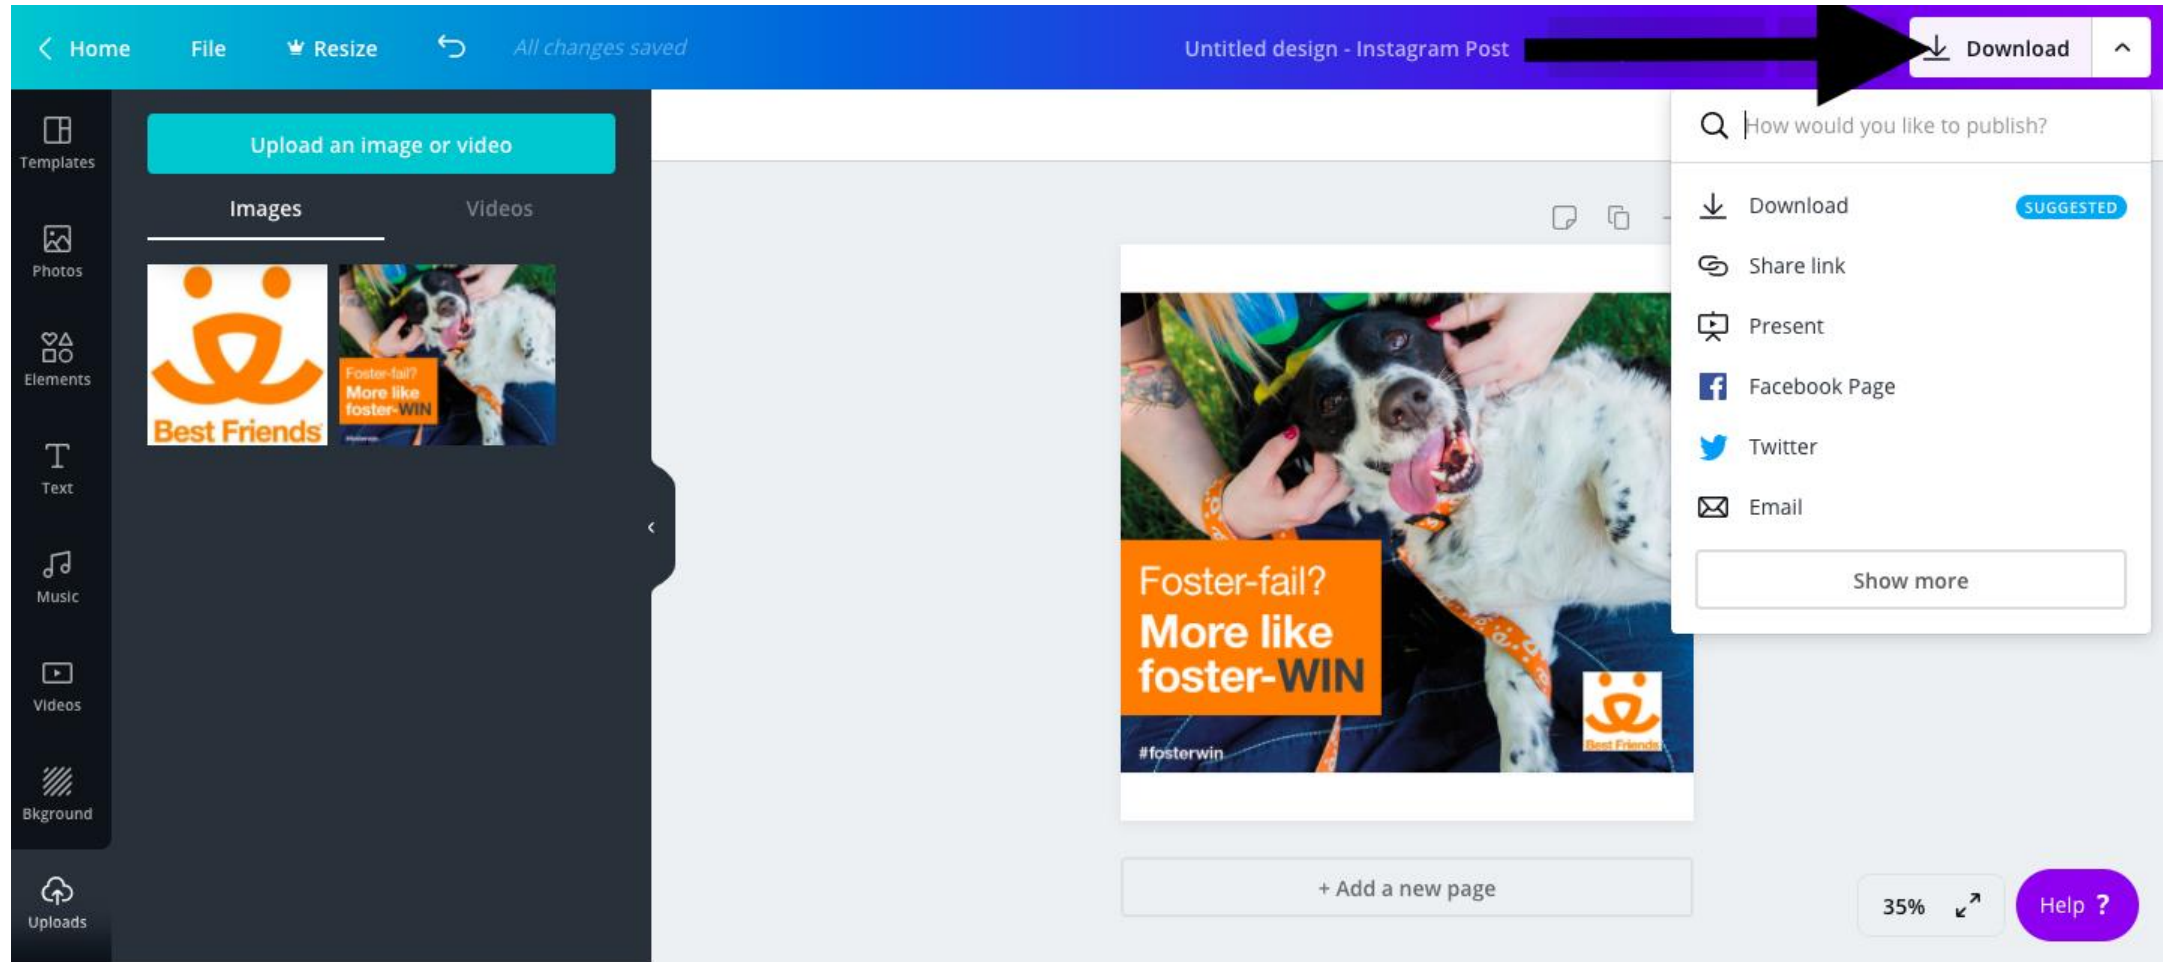 Home
File
Resize
All changes saved
Untitled design - Instagram Post
Download
Templates
Photos
Elements
Text
Music
Videos
Bkground
Uploads
Upload an image or video
Images
Videos
Best Friends
Foster-fail?
More like
foster-WIN
Foster-fail?
More like
foster-WIN
#fosterwin
Best Friends
+ Add a new page
How would you like to publish?
Download
SUGGESTED
Share link
Present
Facebook Page
Twitter
Email
Show more
35%
Help ?